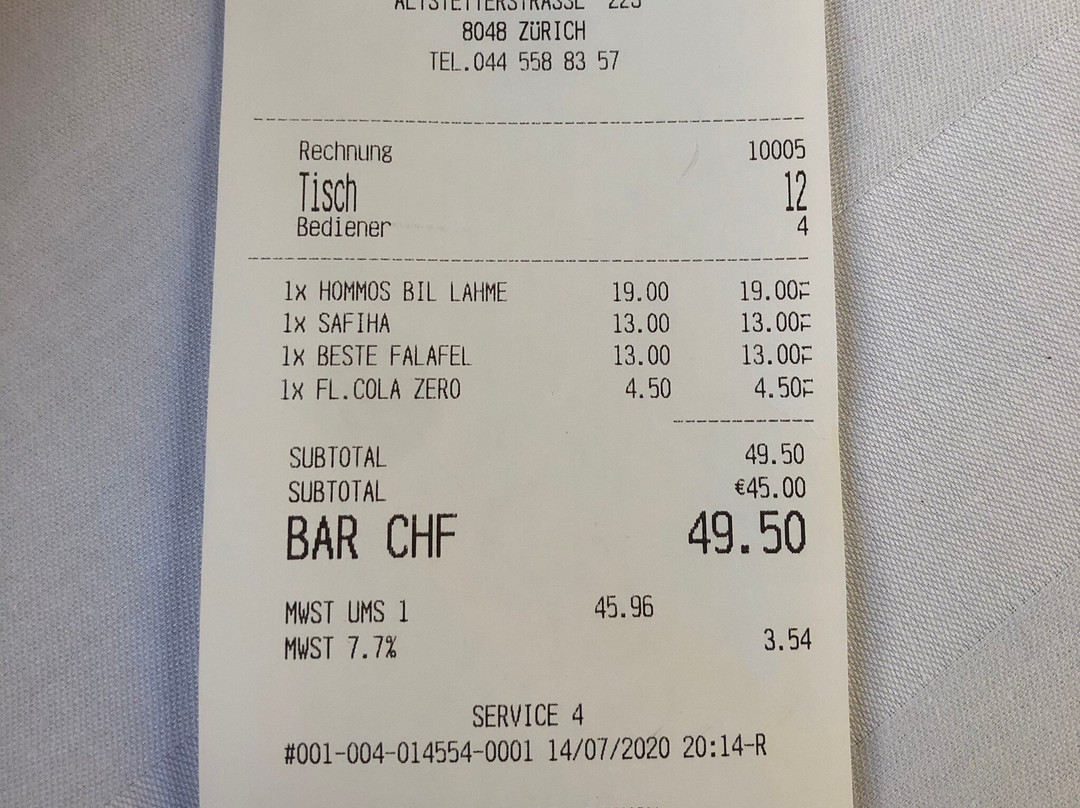 ALTSTETTERSTRASSE 223
8048 ZÜRICH
TEL.044 558 83 57
Rechnung 10005
Tisch 12
Bediener 4
1x HOMMOS BIL LAHME 19.00 19.00F
1x SAFIHA 13.00 13.00F
1x BESTE FALAFEL 13.00 13.00F
1x FL.COLA ZERO 4.50 4.50F
SUBTOTAL 49.50
SUBTOTAL €45.00
BAR CHF 49.50
MWST UMS 1 45.96
MWST 7.7% 3.54
SERVICE 4
#001-004-014554-0001 14/07/2020 20:14-R